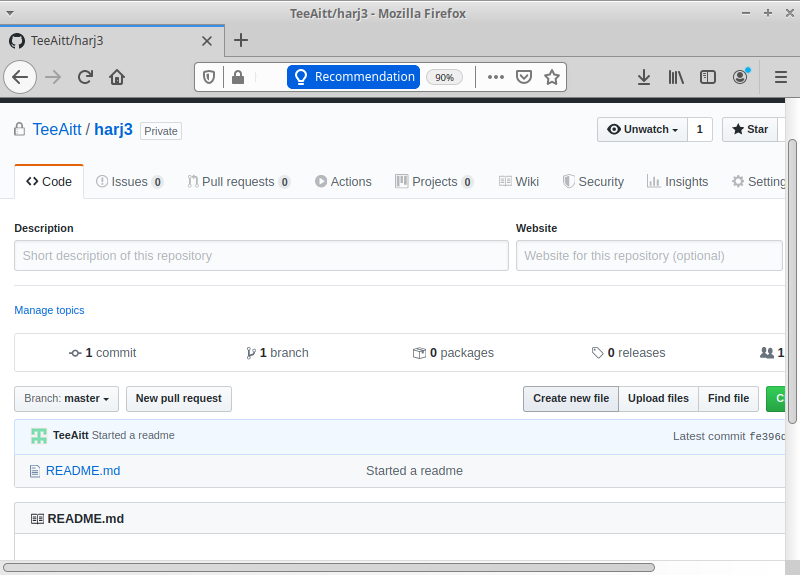 TeeAitt/harj3 - Mozilla Firefox
TeeAitt/harj3
Recommendation 90%
TeeAitt / harj3 Private Unwatch 1 Star
Code Issues 0 Pull requests 0 Actions Projects 0 Wiki Security Insights Setting
Description Website
Short description of this repository Website for this repository (optional)
Manage topics
1 commit 1 branch 0 packages 0 releases 1
Branch: master New pull request Create new file Upload files Find file
TeeAitt Started a readme Latest commit fe396
README.md Started a readme
README.md